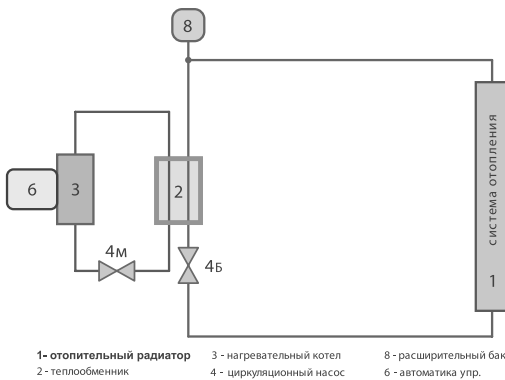 8
6
3
2
система отопления
1
4м
4Б
1- отопительный радиатор
3 - нагревательный котел
8 - расширительный бак
2 - теплообменник
4 - циркуляционный насос
6 - автоматика упр.